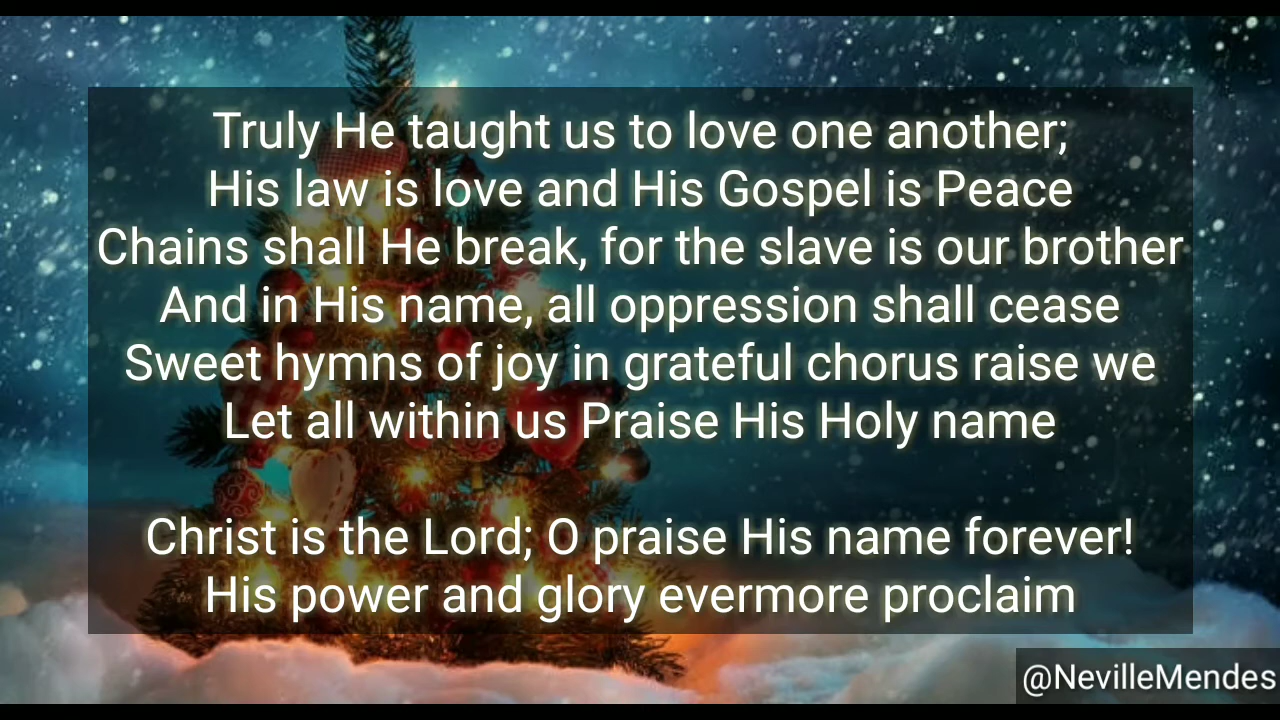 Truly He taught us to love one another;
His law is love and His Gospel is Peace
Chains shall He break, for the slave is our brother
And in His name, all oppression shall cease
Sweet hymns of joy in grateful chorus raise we
Let all within us Praise His Holy name
Christ is the Lord; O praise His name forever!
His power and glory evermore proclaim
@NevilleMendes